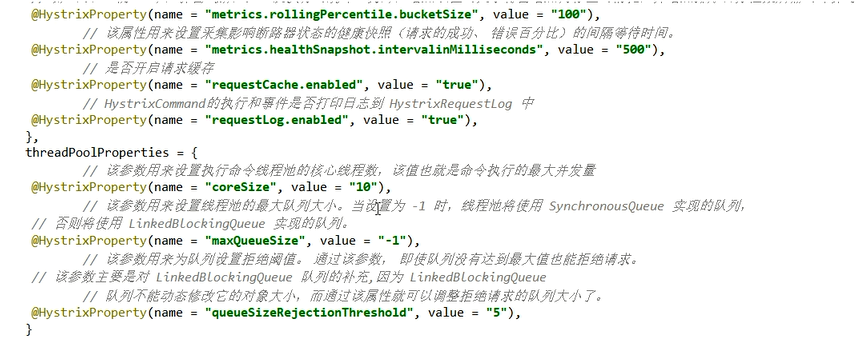 @HystrixProperty(name = "metrics.rollingPercentile.bucketSize", value = "100"),
// 该属性用来设置采集影响断路器状态的健康快照（请求的成功、 错误百分比）的间隔等待时间。
@HystrixProperty(name = "metrics.healthSnapshot.intervalinMilliseconds", value = "500"),
// 是否开启请求缓存
@HystrixProperty(name = "requestCache.enabled", value = "true"),
// HystrixCommand的执行和事件是否打印日志到 HystrixRequestLog 中
@HystrixProperty(name = "requestLog.enabled", value = "true"),
},
threadPoolProperties = {
// 该参数用来设置执行命令线程池的核心线程数，该值也就是命令执行的最大并发量
@HystrixProperty(name = "coreSize", value = "10"),
// 该参数用来设置线程池的最大队列大小。当设置为 -1 时，线程池将使用 SynchronousQueue 实现的队列，
// 否则将使用 LinkedBlockingQueue 实现的队列。
@HystrixProperty(name = "maxQueueSize", value = "-1"),
// 该参数用来为队列设置拒绝阈值。 通过该参数， 即使队列没有达到最大值也能拒绝请求。
// 该参数主要是对 LinkedBlockingQueue 队列的补充,因为 LinkedBlockingQueue
// 队列不能动态修改它的对象大小，而通过该属性就可以调整拒绝请求的队列大小了。
@HystrixProperty(name = "queueSizeRejectionThreshold", value = "5"),
}